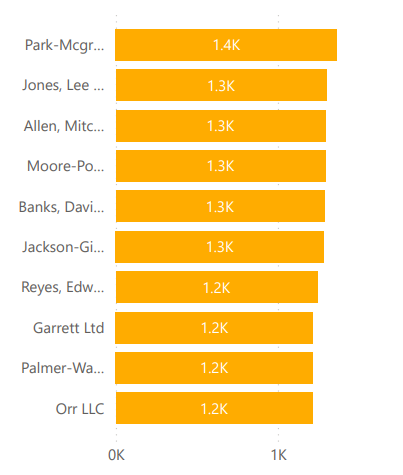 Park-Mcgr... 1.4K
Jones, Lee ... 1.3K
Allen, Mitc... 1.3K
Moore-Po... 1.3K
Banks, Davi... 1.3K
Jackson-Gi... 1.3K
Reyes, Edw... 1.2K
Garrett Ltd 1.2K
Palmer-Wa... 1.2K
Orr LLC 1.2K
0K 1K